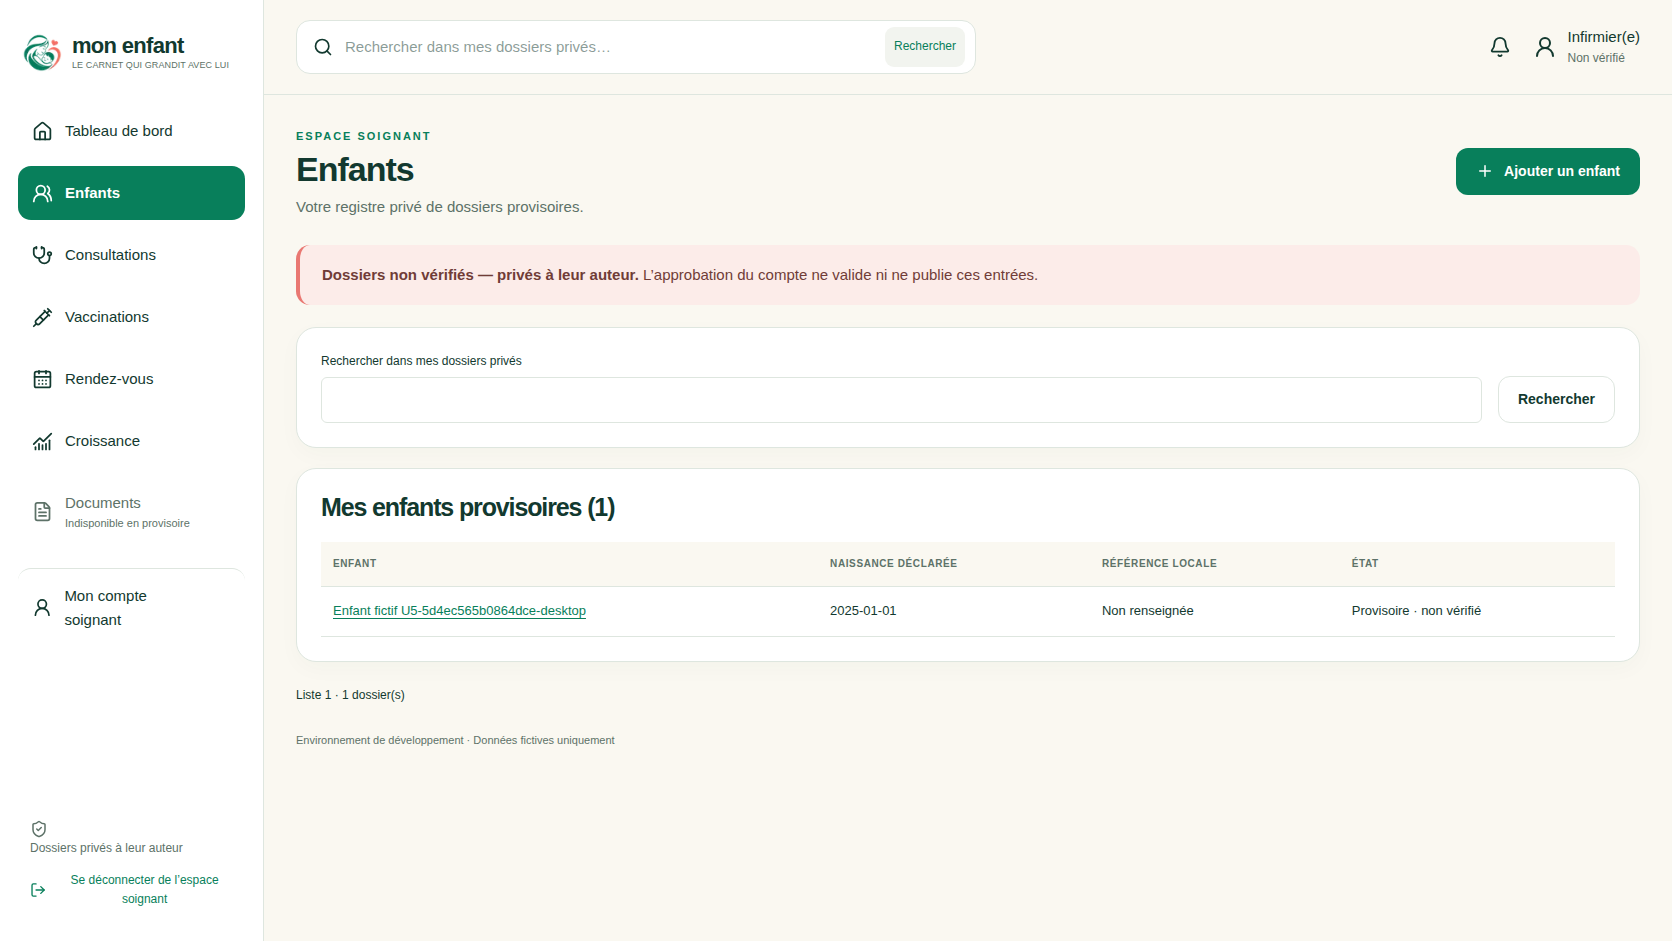 mon enfant
LE CARNET QUI GRANDIT AVEC LUI
Tableau de bord
Enfants
Consultations
Vaccinations
Rendez-vous
Croissance
Documents
Indisponible en provisoire
Mon compte
soignant
Dossiers privés à leur auteur
Se déconnecter de l'espace
soignant
Rechercher dans mes dossiers privés…
Rechercher
Infirmier(e)
Non vérifié
ESPACE SOIGNANT
Enfants
Votre registre privé de dossiers provisoires.
Ajouter un enfant
Dossiers non vérifiés — privés à leur auteur. L'approbation du compte ne valide ni ne publie ces entrées.
Rechercher dans mes dossiers privés
Rechercher
Mes enfants provisoires (1)
ENFANT NAISSANCE DÉCLARÉE RÉFÉRENCE LOCALE ÉTAT
Enfant fictif U5-5d4ec565b0864dce-desktop 2025-01-01 Non renseignée Provisoire · non vérifié
Liste 1 · 1 dossier(s)
Environnement de développement · Données fictives uniquement